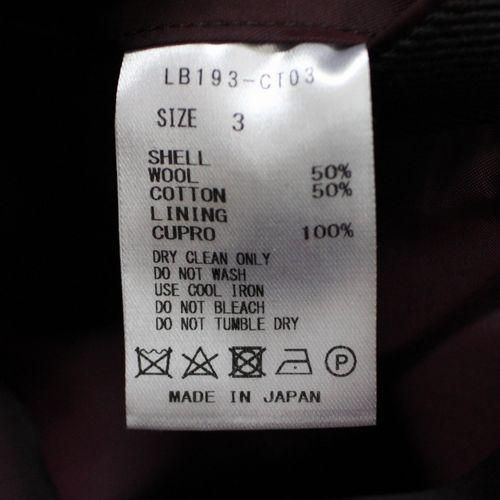 LB193-CT03
SIZE 3
SHELL
WOOL 50%
COTTON 50%
LINING
CUPRO 100%
DRY CLEAN ONLY
DO NOT WASH
USE COOL IRON
DO NOT BLEACH
DO NOT TUMBLE DRY
P
MADE IN JAPAN